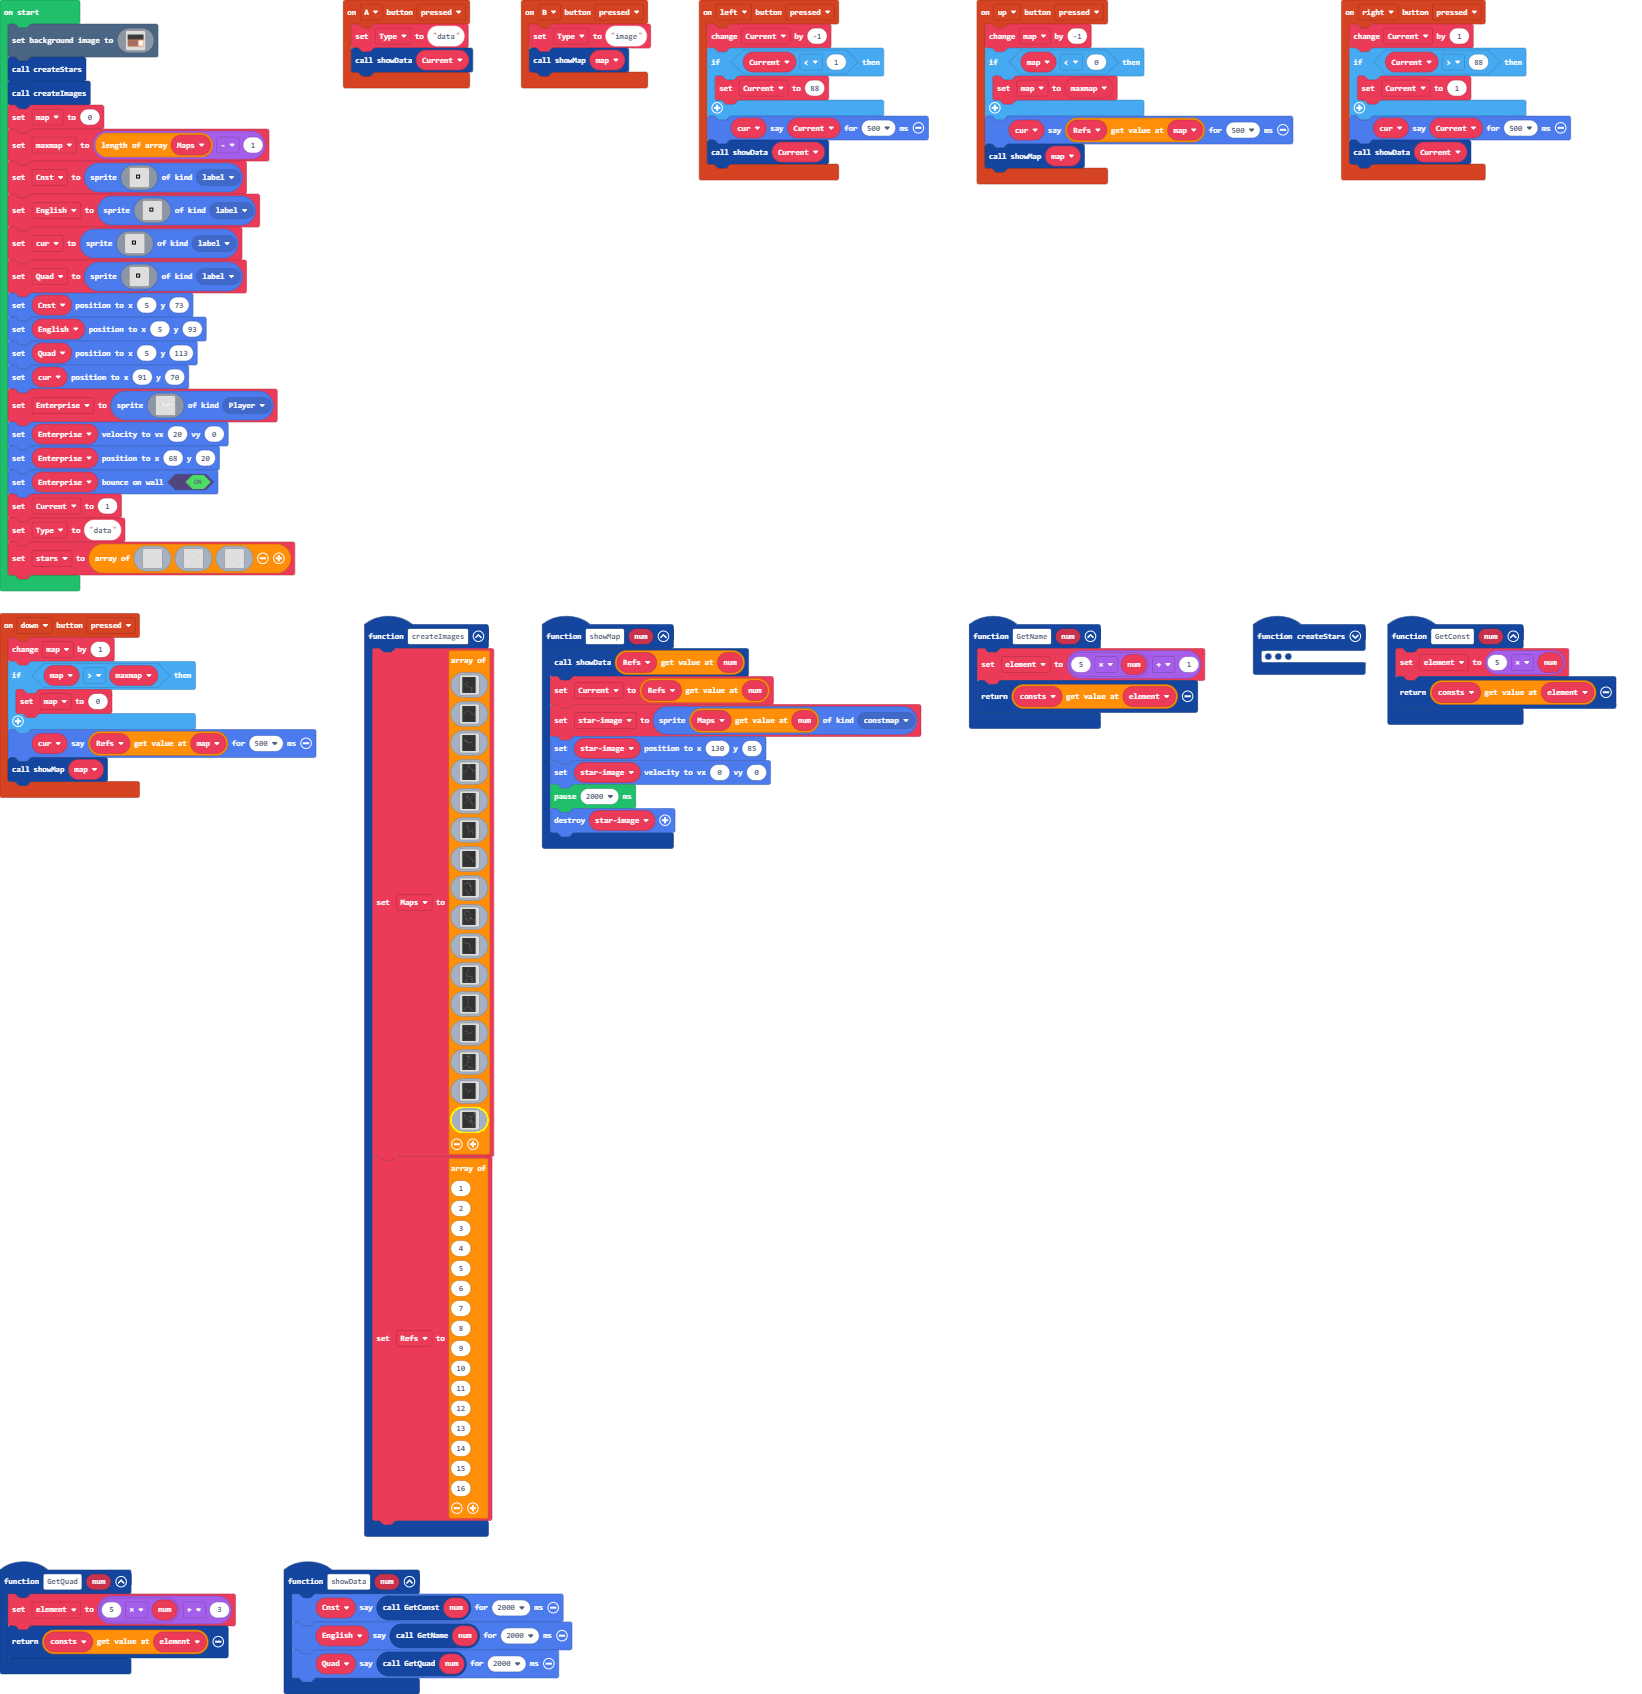 on start
set background image to
call createStars
call createImages
set map to 0
set maxmap to length of array Maps - 1
set Cnst to sprite of kind label
set English to sprite of kind label
set cur to sprite of kind label
set Quad to sprite of kind label
set Cnst position to x 5 y 73
set English position to x 5 y 93
set Quad position to x 5 y 113
set cur position to x 91 y 70
set Enterprise to sprite of kind Player
set Enterprise velocity to vx 20 vy 0
set Enterprise position to x 68 y 20
set Enterprise bounce on wall ON
set Current to 1
set Type to "data"
set stars to array of
on A button pressed
set Type to "data"
call showData Current
on B button pressed
set Type to "image"
call showMap map
on left button pressed
change Current by -1
if Current < 1 then
set Current to 88
cur say Current for 500 ms
call showData Current
on up button pressed
change map by -1
if map < 0 then
set map to maxmap
cur say Refs get value at map for 500 ms
call showMap map
on right button pressed
change Current by 1
if Current > 88 then
set Current to 1
cur say Current for 500 ms
call showData Current
on down button pressed
change map by 1
if map > maxmap then
set map to 0
cur say Refs get value at map for 500 ms
call showMap map
function createImages
array of
set Maps to
array of
1
2
3
4
5
6
7
8
set Refs to
9
10
11
12
13
14
15
16
function showMap num
call showData Refs get value at num
set Current to Refs get value at num
set star-image to sprite Maps get value at num of kind constmap
set star-image position to x 130 y 85
set star-image velocity to vx 0 vy 0
pause 2000 ms
destroy star-image
function GetName num
set element to 5 × num + 1
return consts get value at element
function createStars
function GetConst num
set element to 5 × num
return consts get value at element
function GetQuad num
set element to 5 × num + 3
return consts get value at element
function showData num
Cnst say call GetConst num for 2000 ms
English say call GetName num for 2000 ms
Quad say call GetQuad num for 2000 ms